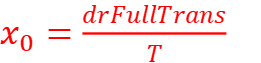 x₀ = drFullTrans / T